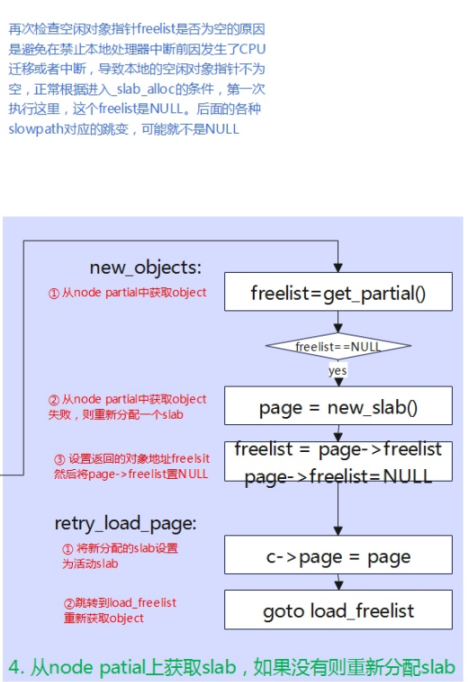 再次检查空闲对象指针freelist是否为空的原因
是避免在禁止本地处理器中断前因发生了CPU
迁移或者中断，导致本地的空闲对象指针不为
空，正常根据进入_slab_alloc的条件，第一次
执行这里，这个freelist是NULL。后面的各种
slowpath对应的跳变，可能就不是NULL
new_objects:
① 从node partial中获取object
freelist=get_partial()
freelist==NULL
yes
② 从node partial中获取object
失败，则重新分配一个slab
page = new_slab()
③ 设置返回的对象地址freelsit
然后将page->freelist置NULL
freelist = page->freelist
page->freelist=NULL
retry_load_page:
① 将新分配的slab设置
为活动slab
c->page = page
②跳转到load_freelist
重新获取object
goto load_freelist
4. 从node patial上获取slab，如果没有则重新分配slab